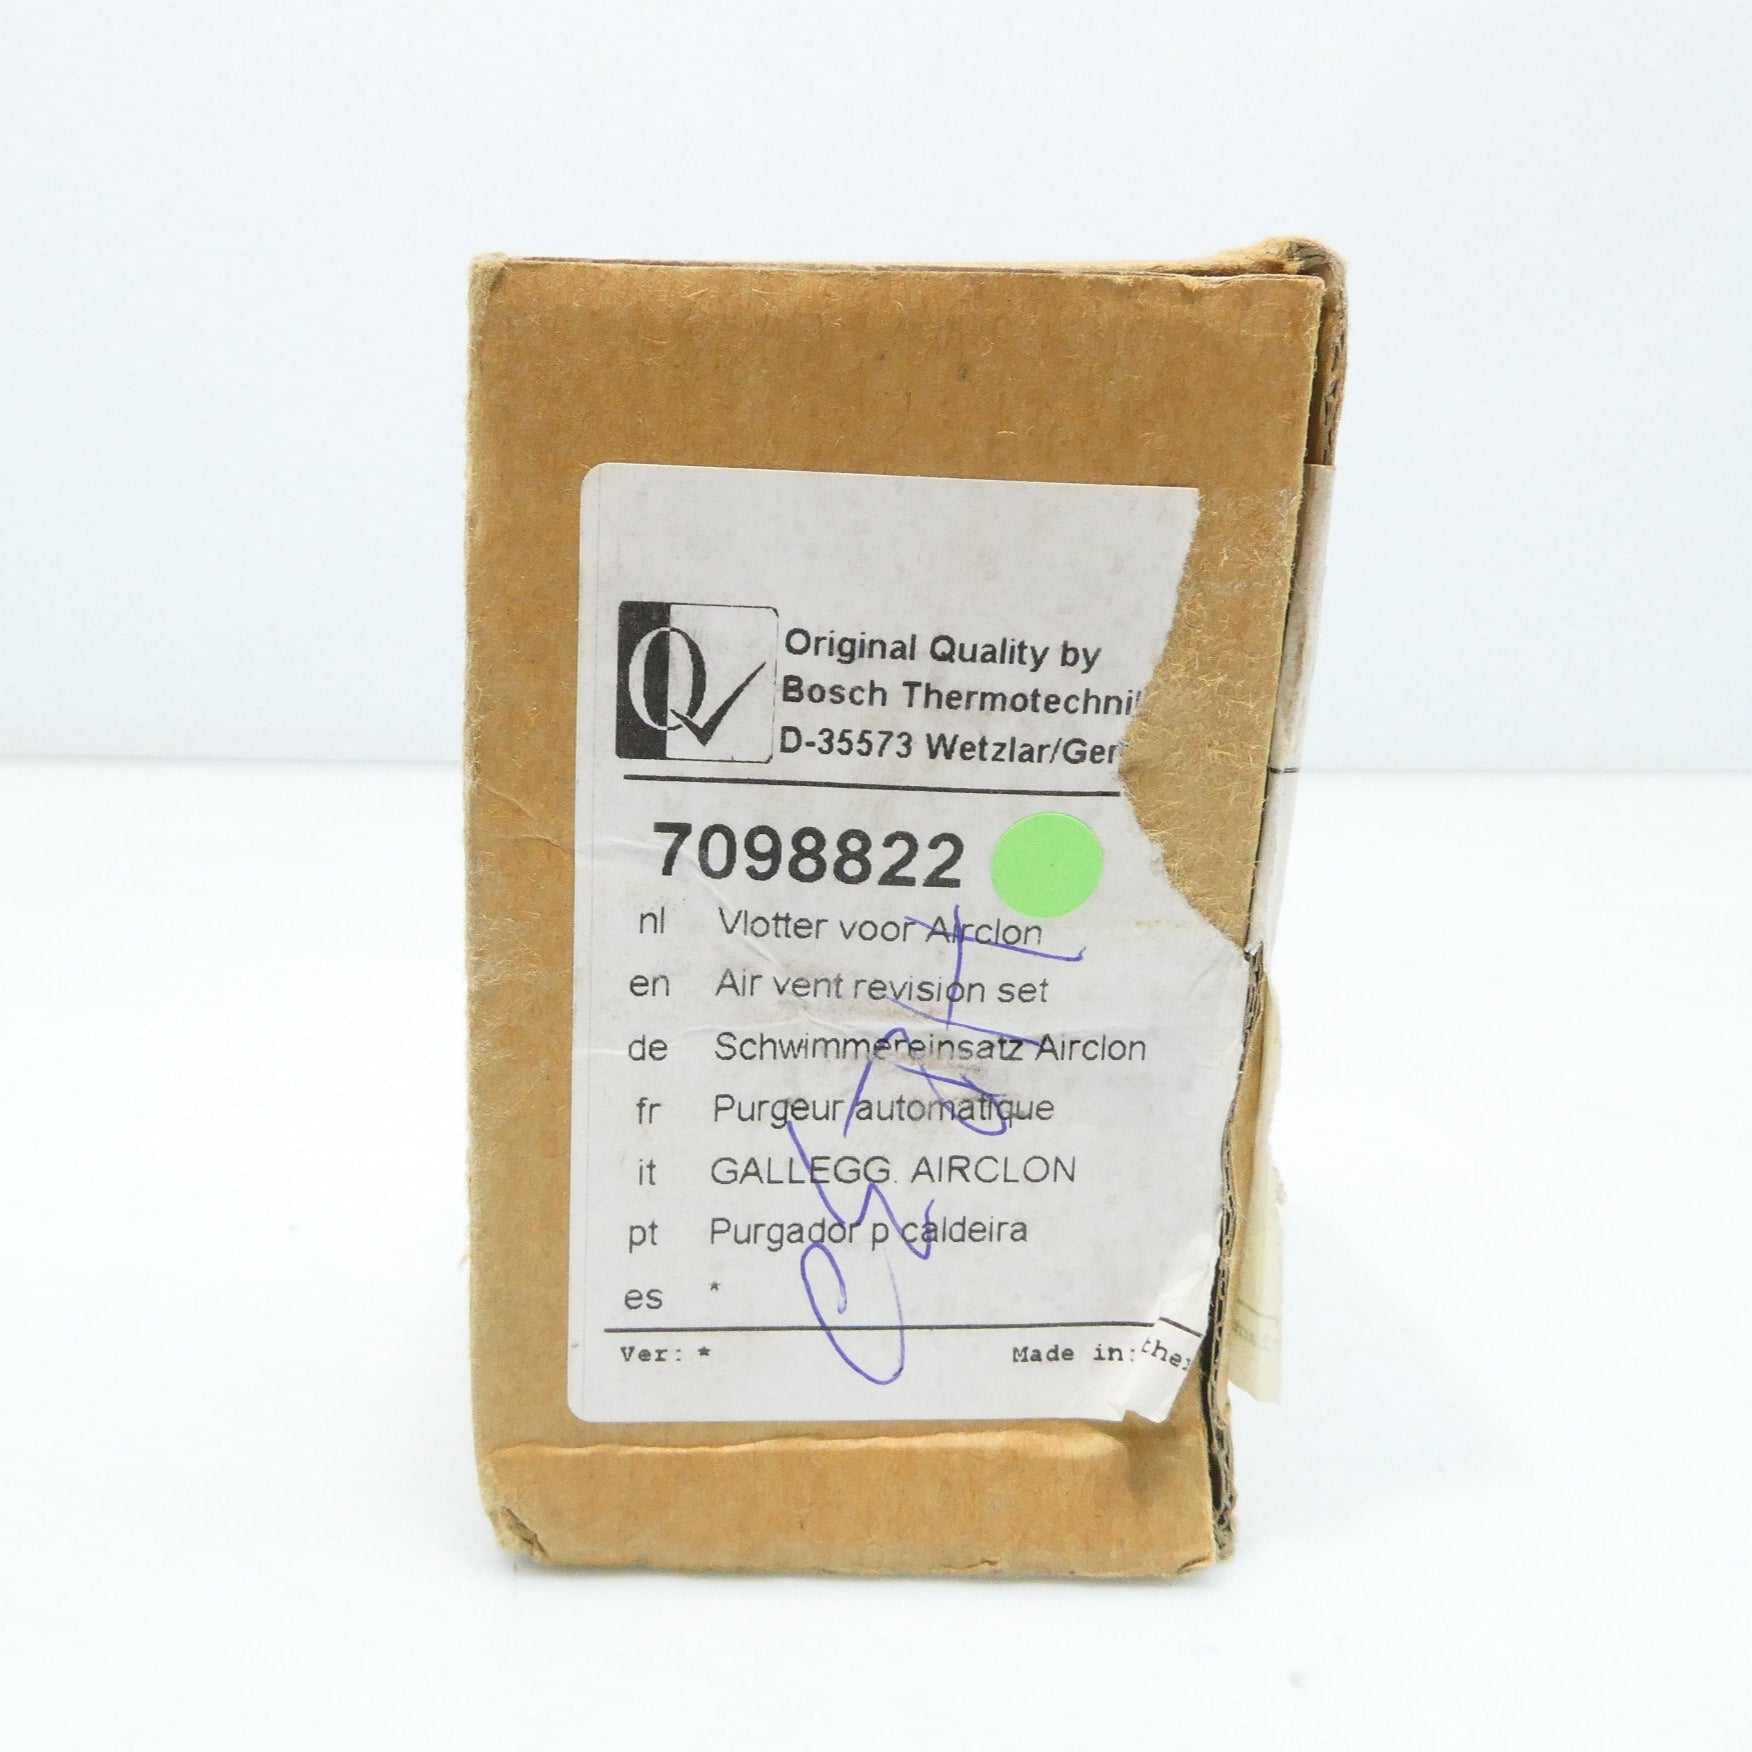 Original Quality by
Bosch Thermotechnik
D-35573 Wetzlar/Ger
7098822
nl Vlotter voor Airclon
en Air vent revision set
de Schwimmereinsatz Airclon
fr Purgeur automatique
it GALLEGG. AIRCLON
pt Purgador p caldeira
es *
Ver: * Made in: